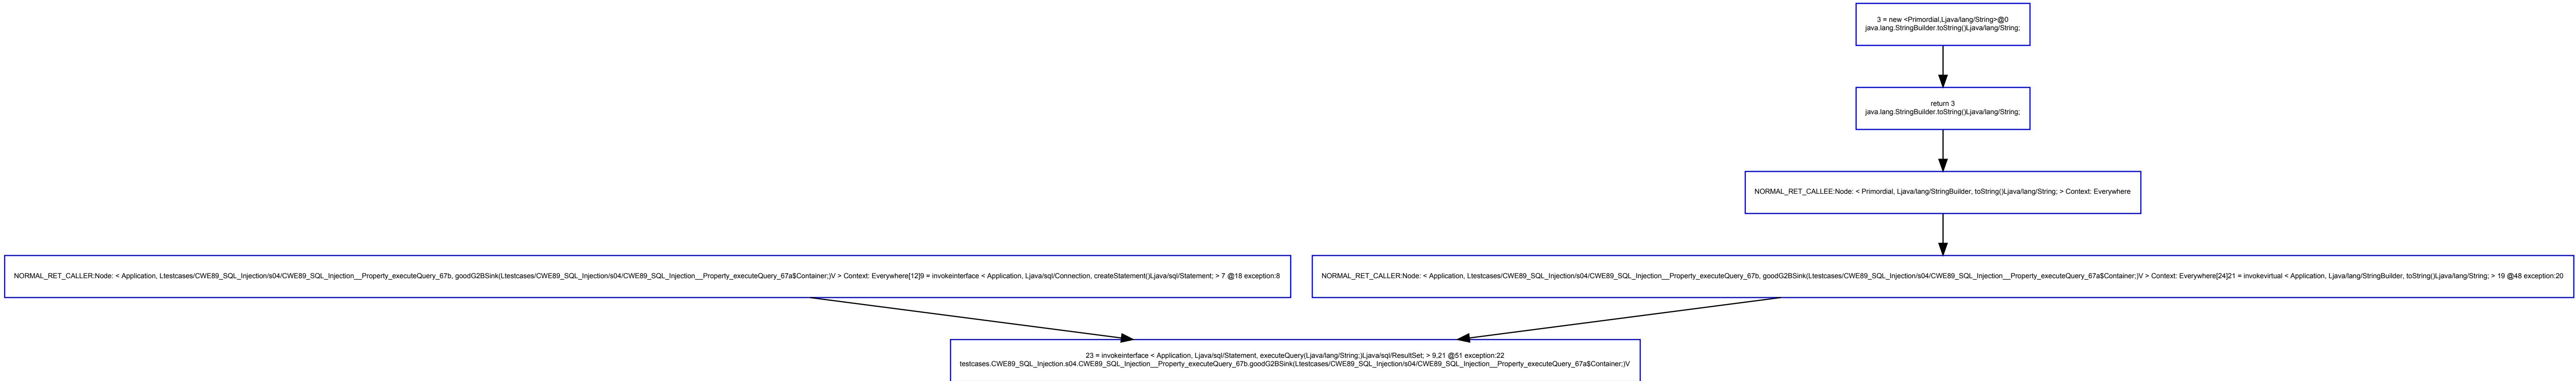 3 = new <Primordial,Ljava/lang/String>@0
java.lang.StringBuilder.toString()Ljava/lang/String;
return 3
java.lang.StringBuilder.toString()Ljava/lang/String;
NORMAL_RET_CALLEE:Node: < Primordial, Ljava/lang/StringBuilder, toString()Ljava/lang/String; > Context: Everywhere
NORMAL_RET_CALLER:Node: < Application, Ltestcases/CWE89_SQL_Injection/s04/CWE89_SQL_Injection__Property_executeQuery_67b, goodG2BSink(Ltestcases/CWE89_SQL_Injection/s04/CWE89_SQL_Injection__Property_executeQuery_67a$Container;)V > Context: Everywhere[12]9 = invokeinterface < Application, Ljava/sql/Connection, createStatement()Ljava/sql/Statement; > 7 @18 exception:8
NORMAL_RET_CALLER:Node: < Application, Ltestcases/CWE89_SQL_Injection/s04/CWE89_SQL_Injection__Property_executeQuery_67b, goodG2BSink(Ltestcases/CWE89_SQL_Injection/s04/CWE89_SQL_Injection__Property_executeQuery_67a$Container;)V > Context: Everywhere[24]21 = invokevirtual < Application, Ljava/lang/StringBuilder, toString()Ljava/lang/String; > 19 @48 exception:20
23 = invokeinterface < Application, Ljava/sql/Statement, executeQuery(Ljava/lang/String;)Ljava/sql/ResultSet; > 9,21 @51 exception:22
testcases.CWE89_SQL_Injection.s04.CWE89_SQL_Injection__Property_executeQuery_67b.goodG2BSink(Ltestcases/CWE89_SQL_Injection/s04/CWE89_SQL_Injection__Property_executeQuery_67a$Container;)V